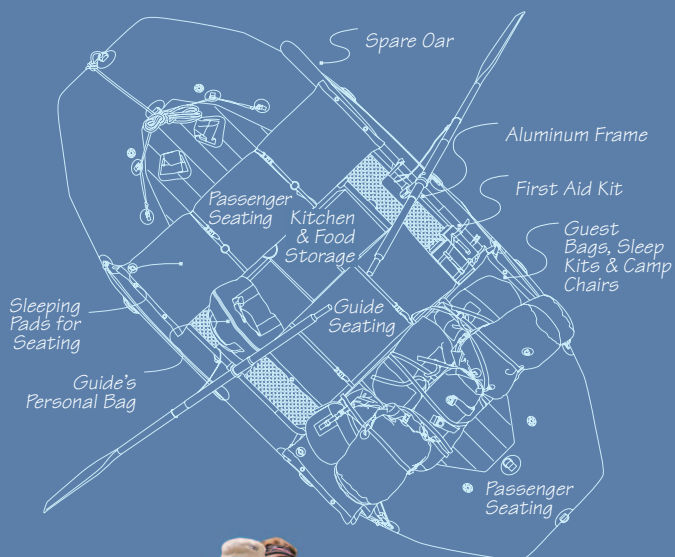 Spare Oar
Aluminum Frame
First Aid Kit
Guest
Bags, Sleep
Kits & Camp
Chairs
Passenger
Seating
Kitchen
& Food
Storage
Guide
Seating
Sleeping
Pads for
Seating
Guide's
Personal Bag
Passenger
Seating